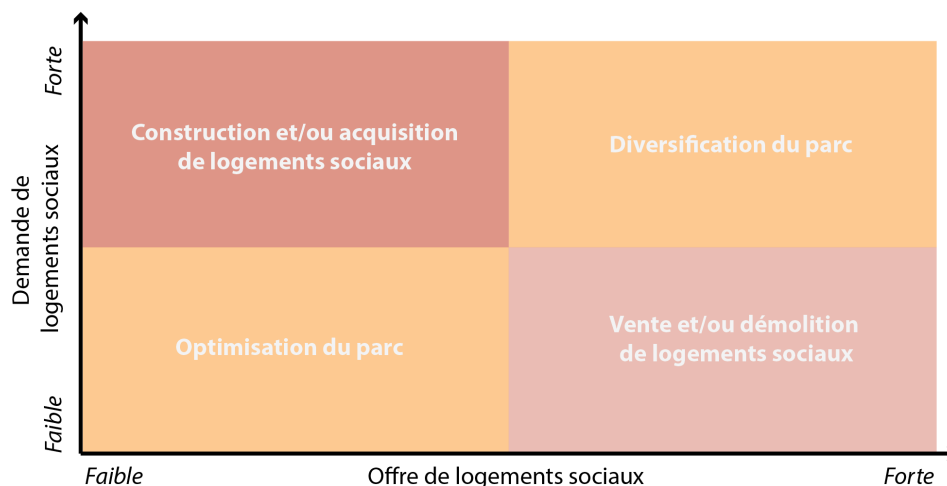 Forte
Demande de
logements sociaux
Faible
Construction et/ou acquisition
de logements sociaux
Diversification du parc
Optimisation du parc
Vente et/ou démolition
de logements sociaux
Faible
Offre de logements sociaux
Forte